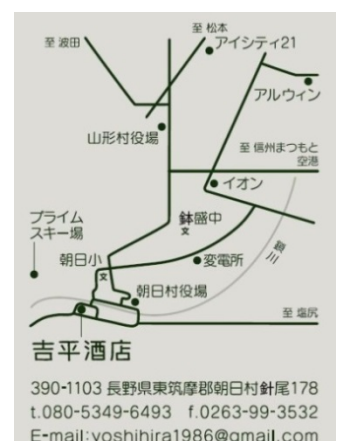 至 松本
至 波田
アイシティ21
アルウィン
山形村役場
至 信州まつもと
空港
イオン
鉢盛中
文
プライム
スキー場
鎖川
朝日小
文
変電所
朝日村役場
至 塩尻
吉平酒店
390-1103 長野県東筑摩郡朝日村針尾178
t.080-5349-6493 f.0263-99-3532
E-mail:yoshihira1986@gmail.com